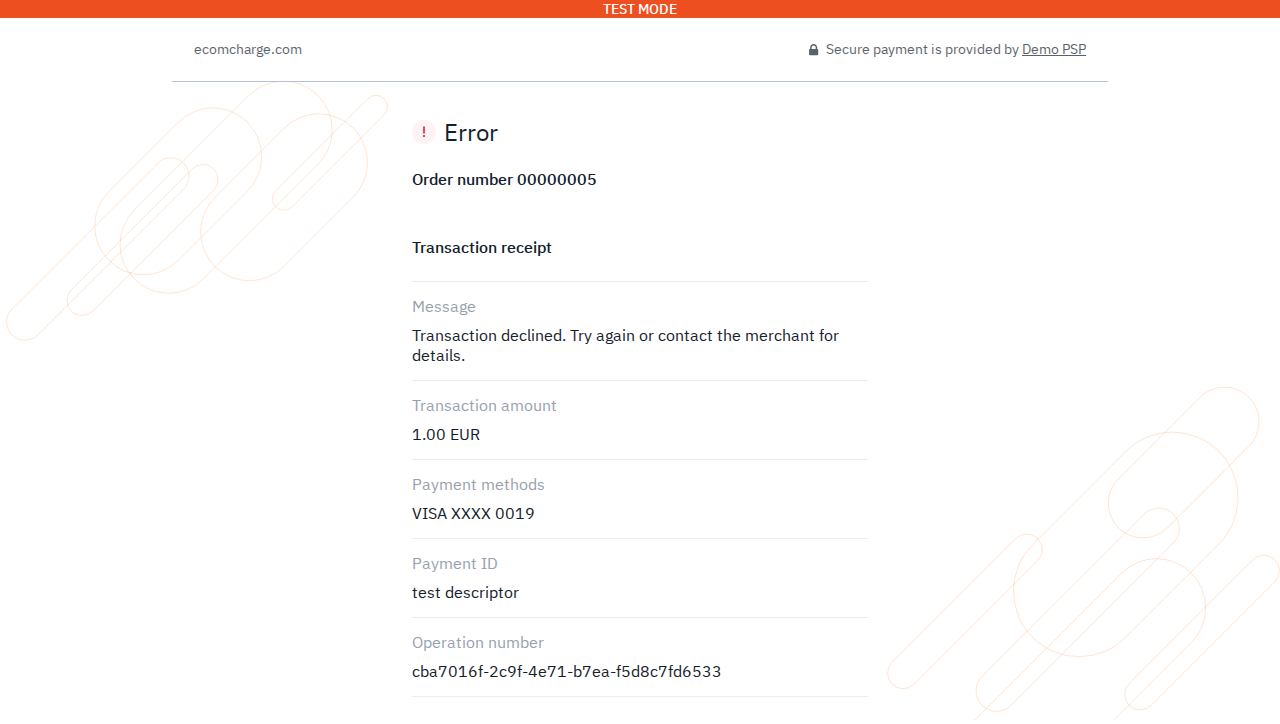 TEST MODE
ecomcharge.com
Secure payment is provided by Demo PSP
! Error
Order number 00000005
Transaction receipt
Message
Transaction declined. Try again or contact the merchant for
details.
Transaction amount
1.00 EUR
Payment methods
VISA XXXX 0019
Payment ID
test descriptor
Operation number
cba7016f-2c9f-4e71-b7ea-f5d8c7fd6533